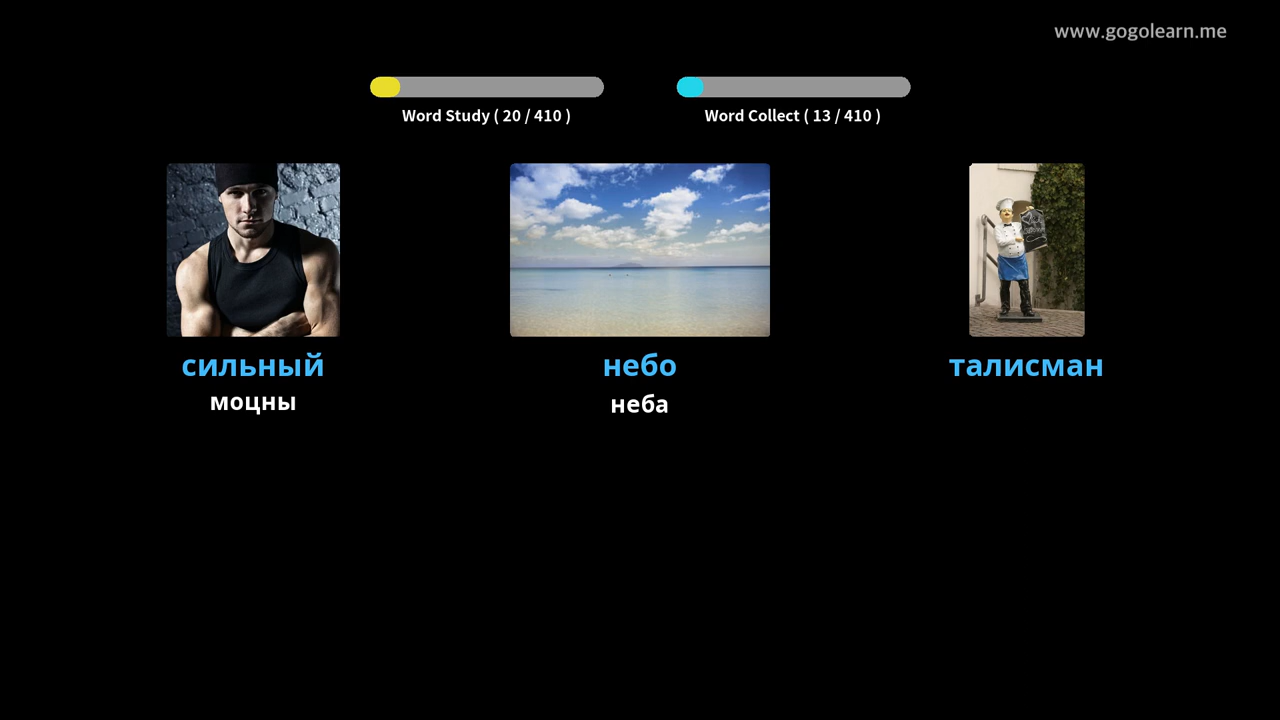 www.gogolearn.me
Word Study ( 20 / 410 )
Word Collect ( 13 / 410 )
сильный
моцны
небо
неба
талисман